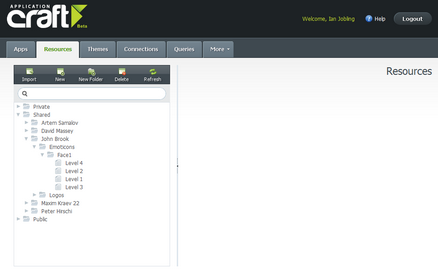 APPLICATION
craft
Beta
Welcome, Ian Jobling
Help
Logout
Apps
Resources
Themes
Connections
Queries
More
Import
New
New Folder
Delete
Refresh
Resources
Private
Shared
Artem Samalov
David Massey
John Brook
Emoticons
Face1
Level 4
Level 2
Level 1
Level 3
Logos
Maxim Kraev 22
Peter Hirschi
Public